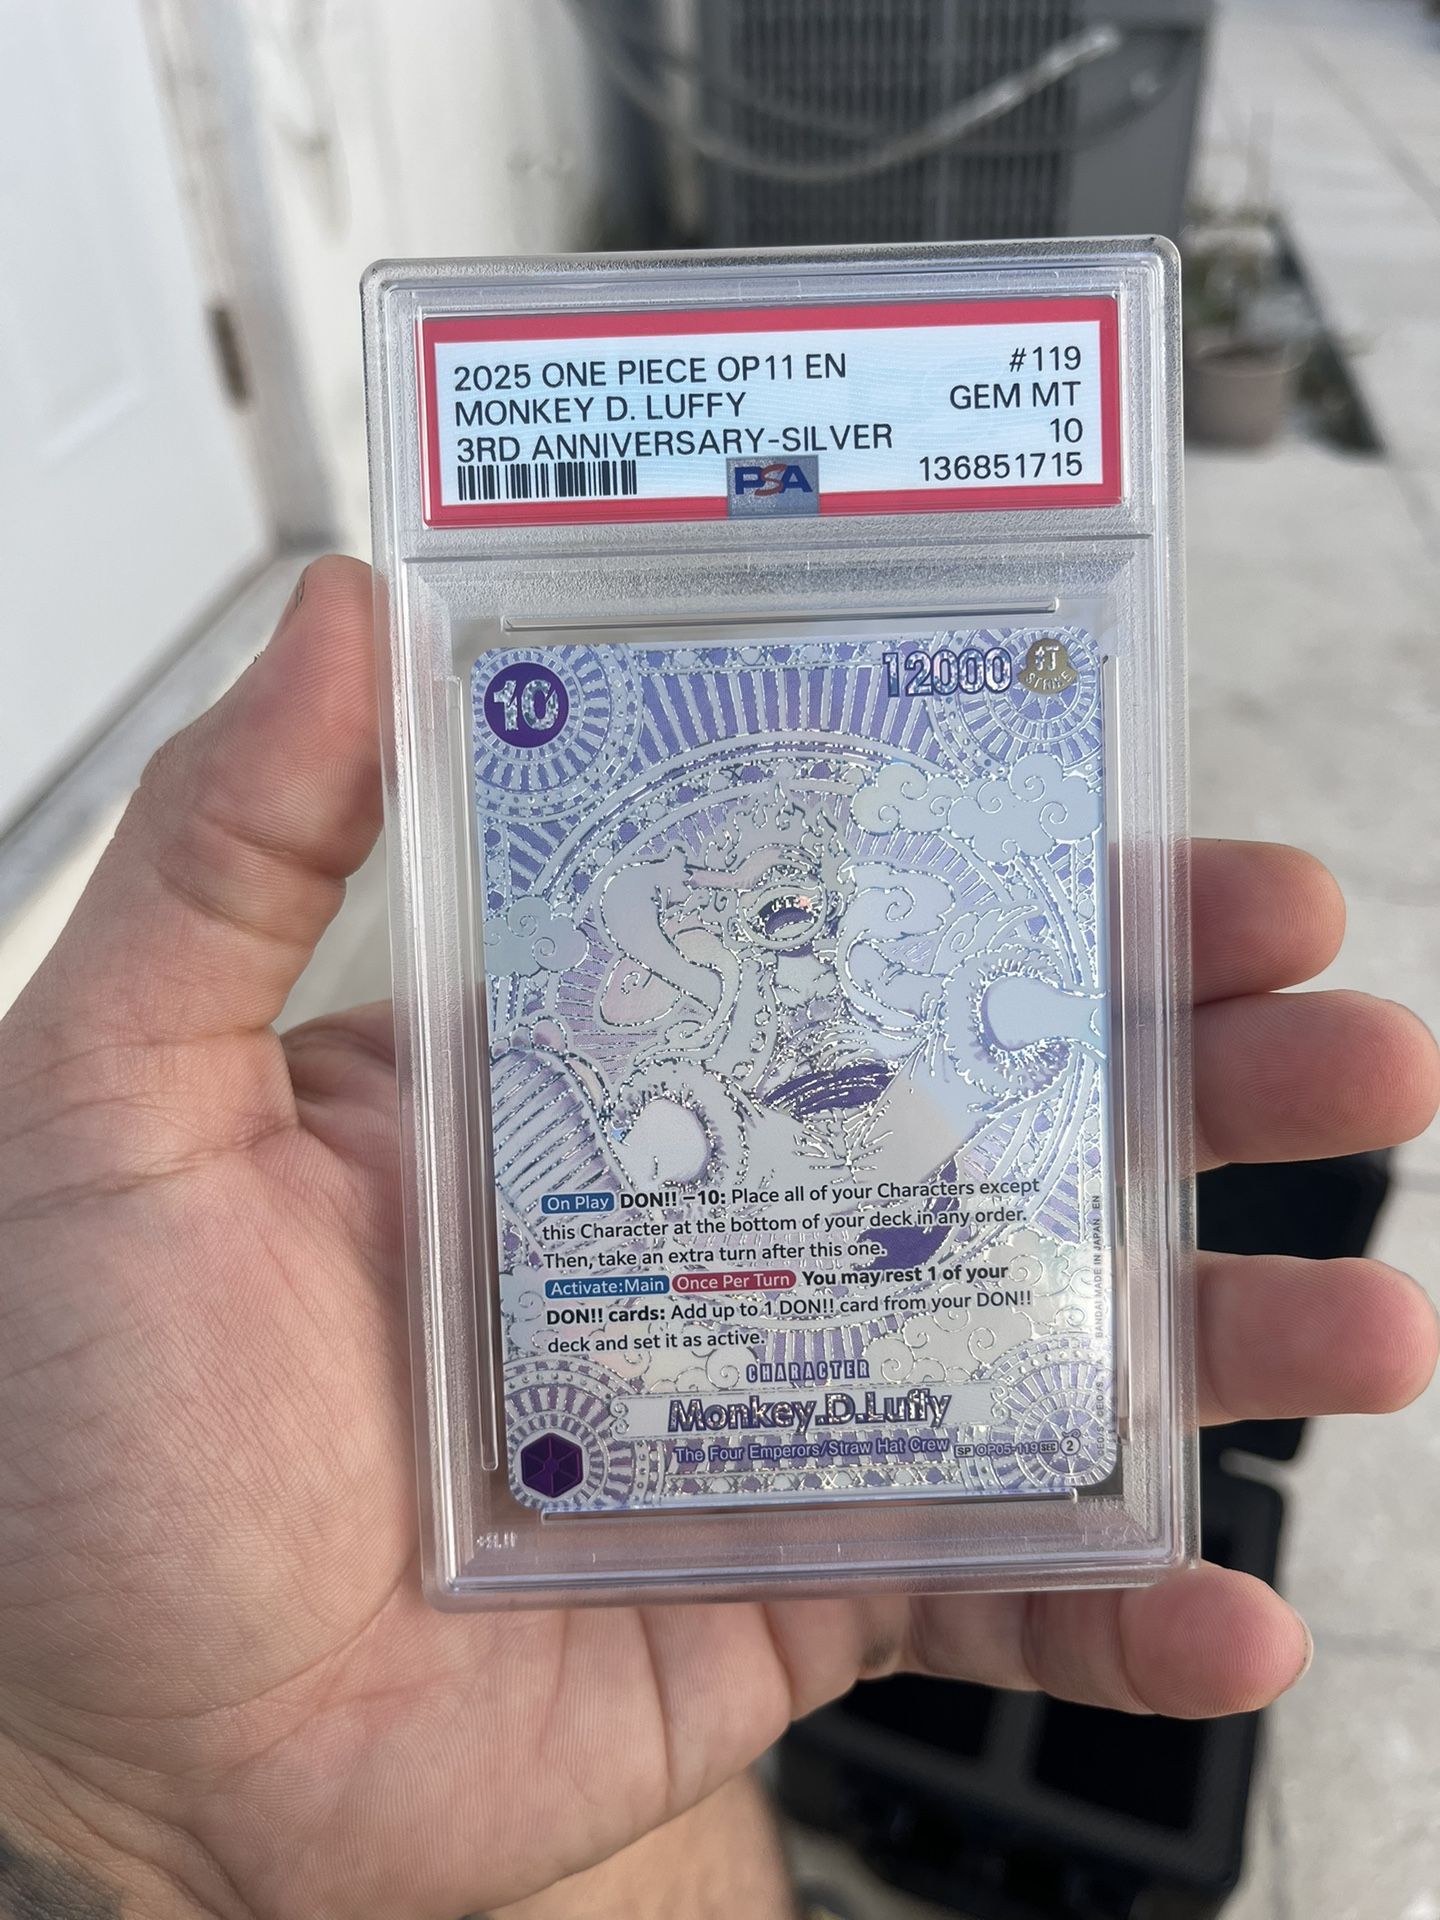 2025 ONE PIECE OP11 EN #119
MONKEY D. LUFFY GEM MT
3RD ANNIVERSARY-SILVER 10
PSA 136851715
10
12000
打
STRIKE
On Play DON!! −10: Place all of your Characters except
this Character at the bottom of your deck in any order.
Then, take an extra turn after this one.
Activate:Main Once Per Turn You may rest 1 of your
DON!! cards: Add up to 1 DON!! card from your DON!!
deck and set it as active.
CHARACTER
Monkey.D.Luffy
The Four Emperors/Straw Hat Crew SP OP05-119 SEC 2
BANDAI MADE IN JAPAN EN